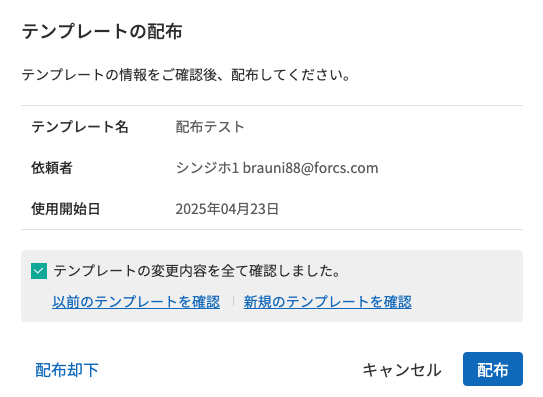 テンプレートの配布
テンプレートの情報をご確認後、配布してください。
テンプレート名 配布テスト
依頼者 シンジホ1 brauni88@forcs.com
使用開始日 2025年04月23日
テンプレートの変更内容を全て確認しました。
以前のテンプレートを確認 | 新規のテンプレートを確認
配布却下 キャンセル 配布